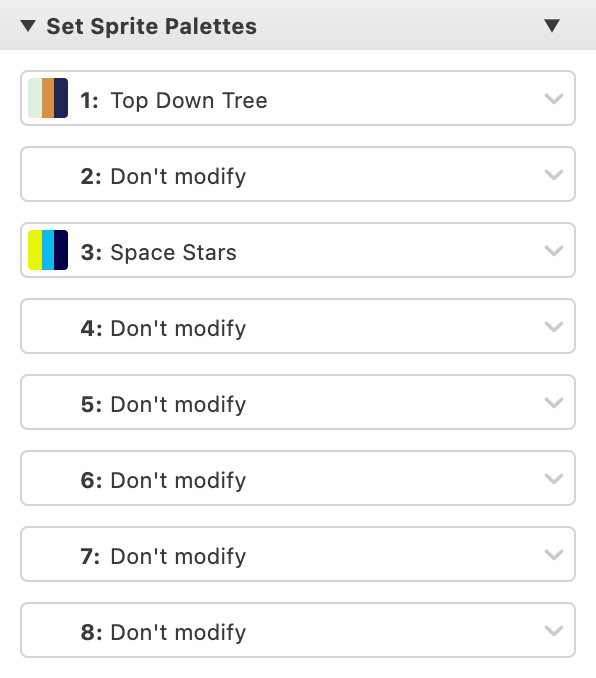 Set Sprite Palettes
1: Top Down Tree
2: Don't modify
3: Space Stars
4: Don't modify
5: Don't modify
6: Don't modify
7: Don't modify
8: Don't modify